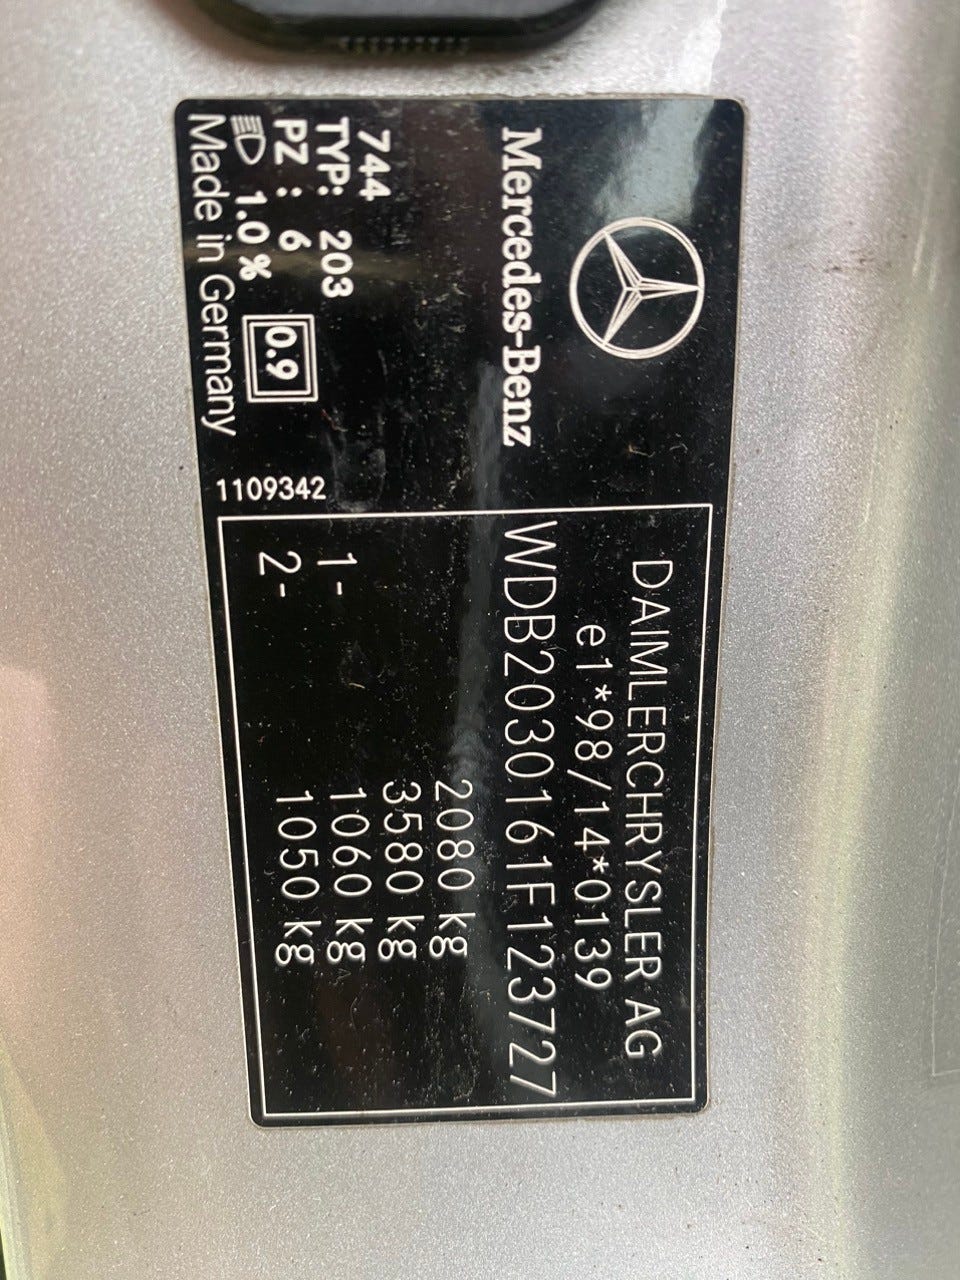 Mercedes-Benz
744
TYP: 203
PZ : 6
1.0 % 0.9
Made in Germany
1109342
DAIMLERCHRYSLER AG
e1*98/14*0139
WDB2030161F123727
2080 kg
3580 kg
1- 1060 kg
2- 1050 kg